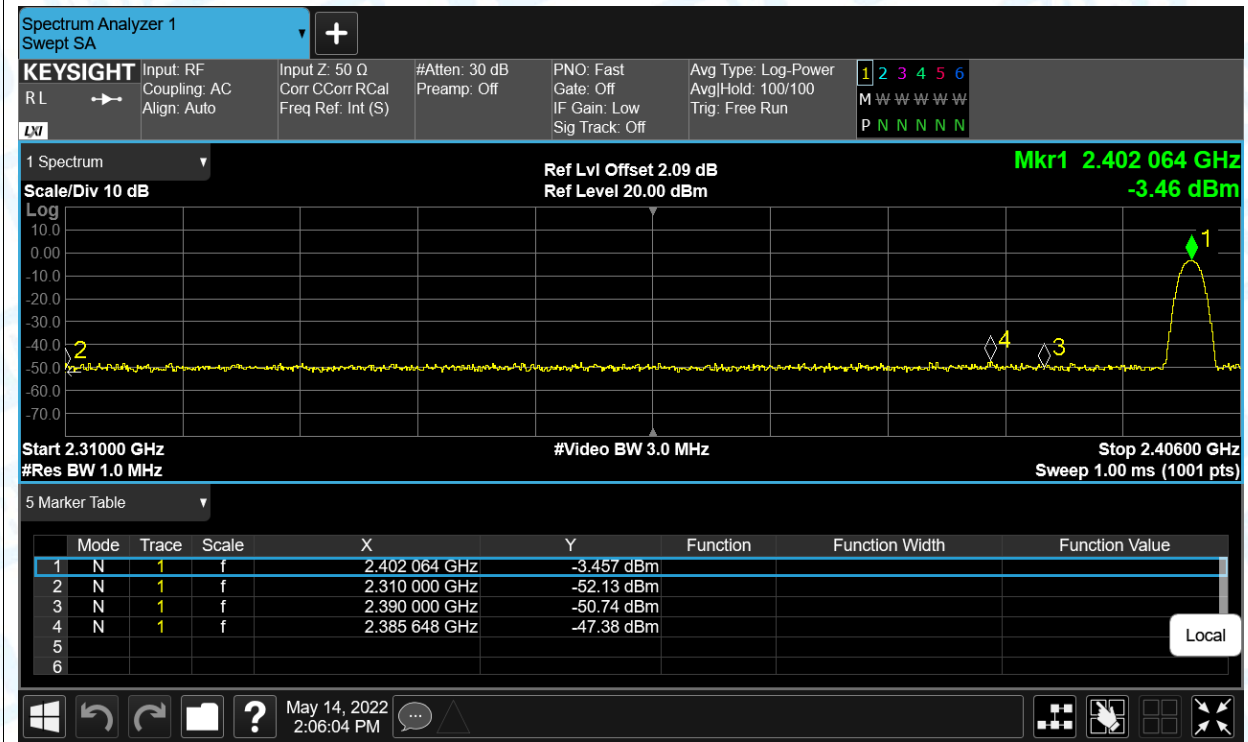 Spectrum Analyzer 1
Swept SA
+
KEYSIGHT
R L
LXI
Input: RF
Coupling: AC
Align: Auto
Input Z: 50 Ω
Corr CCorr RCal
Freq Ref: Int (S)
#Atten: 30 dB
Preamp: Off
PNO: Fast
Gate: Off
IF Gain: Low
Sig Track: Off
Avg Type: Log-Power
Avg|Hold: 100/100
Trig: Free Run
1 2 3 4 5 6
M W W W W W
P N N N N N
1 Spectrum
Scale/Div 10 dB
Ref Lvl Offset 2.09 dB
Ref Level 20.00 dBm
Mkr1 2.402 064 GHz
-3.46 dBm
Log
10.0
0.00
-10.0
-20.0
-30.0
-40.0
-50.0
-60.0
-70.0
1
2
4
3
Start 2.31000 GHz
#Res BW 1.0 MHz
#Video BW 3.0 MHz
Stop 2.40600 GHz
Sweep 1.00 ms (1001 pts)
5 Marker Table
Mode Trace Scale X Y Function Function Width Function Value
1 N 1 f 2.402 064 GHz -3.457 dBm
2 N 1 f 2.310 000 GHz -52.13 dBm
3 N 1 f 2.390 000 GHz -50.74 dBm
4 N 1 f 2.385 648 GHz -47.38 dBm
5
6
Local
?
May 14, 2022
2:06:04 PM